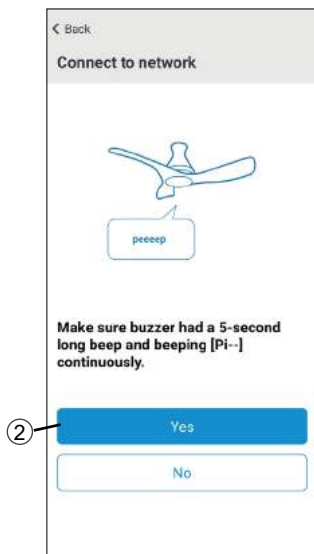 < Back
Connect to network
peeeep
Make sure buzzer had a 5-second
long beep and beeping [Pi--]
continuously.
② Yes
No